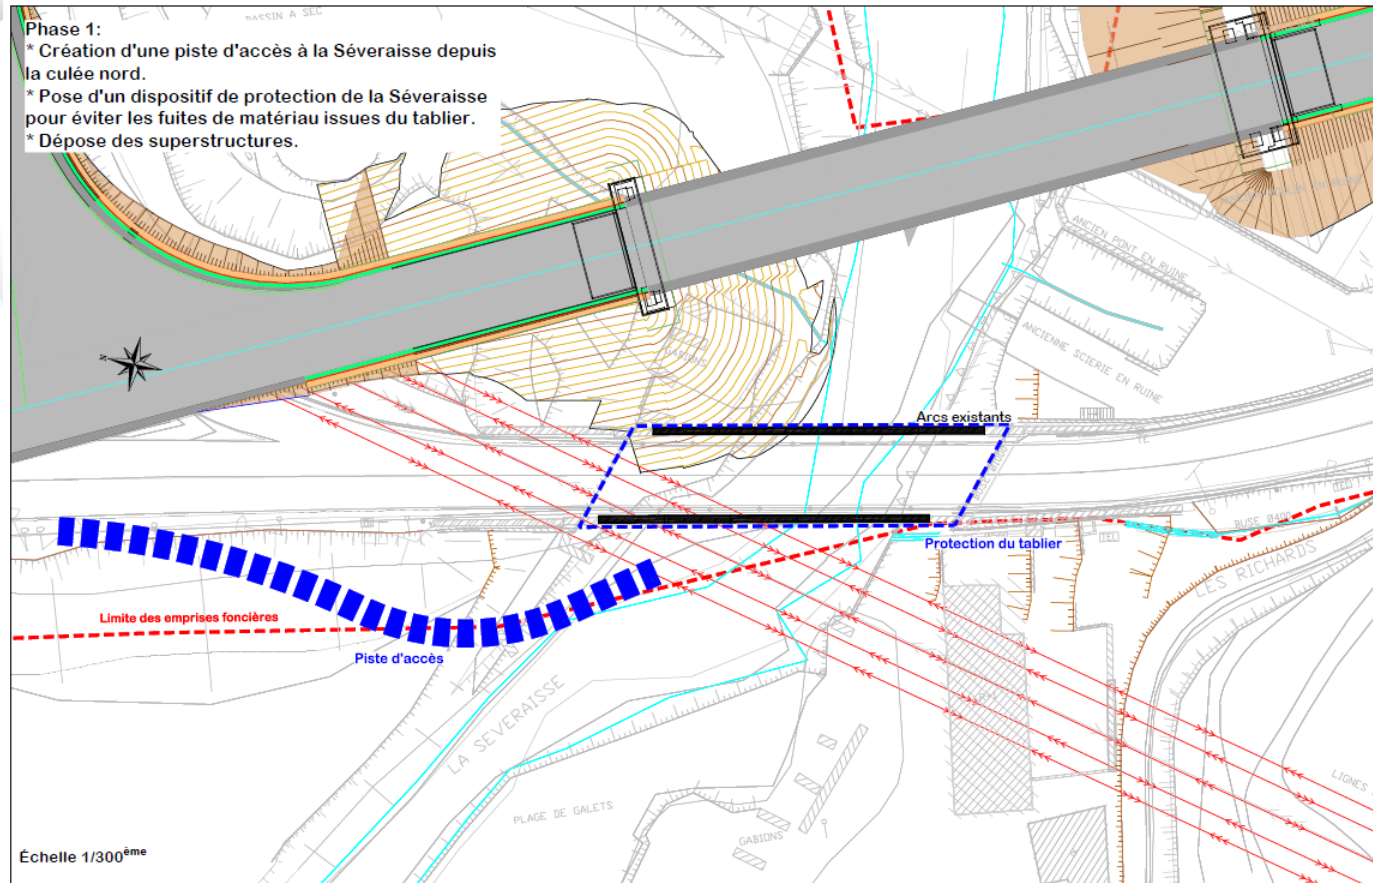 BASSIN A SEC
Phase 1:
* Création d'une piste d'accès à la Séveraisse depuis
la culée nord.
* Pose d'un dispositif de protection de la Séveraisse
pour éviter les fuites de matériau issues du tablier.
* Dépose des superstructures.
ANCIEN PONT EN RUINE
ANCIENNE SCIERIE EN RUINE
GABIONS
Arcs existants
Protection du tablier
BUSE Ø400
LES RICHARDS
Limite des emprises foncières
Piste d'accès
LA SEVERAISSE
PLAGE DE GALETS
GABIONS
LIGNES
Échelle 1/300ème